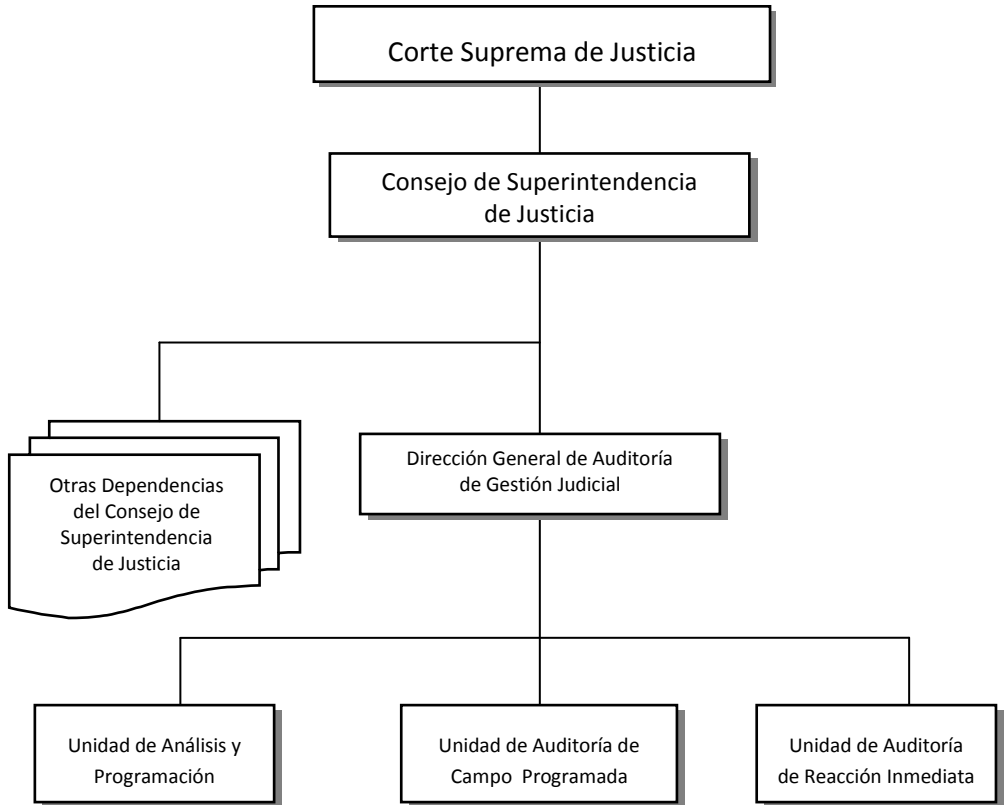 Corte Suprema de Justicia
Consejo de Superintendencia
de Justicia
Otras Dependencias
del Consejo de
Superintendencia
de Justicia
Dirección General de Auditoría
de Gestión Judicial
Unidad de Análisis y
Programación
Unidad de Auditoría de
Campo Programada
Unidad de Auditoría
de Reacción Inmediata